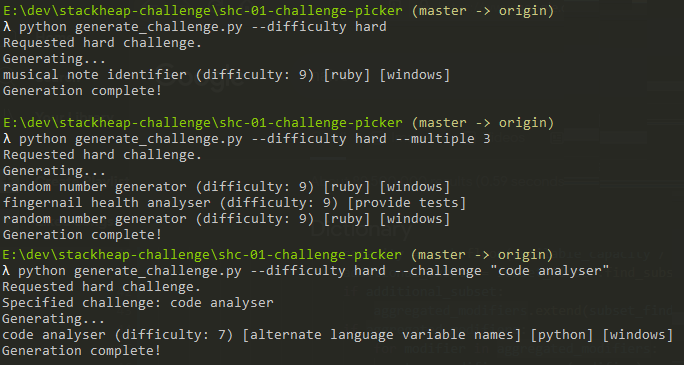 E:\dev\stackheap-challenge\shc-01-challenge-picker (master -> origin)
λ python generate_challenge.py --difficulty hard
Requested hard challenge.
Generating...
musical note identifier (difficulty: 9) [ruby] [windows]
Generation complete!
E:\dev\stackheap-challenge\shc-01-challenge-picker (master -> origin)
λ python generate_challenge.py --difficulty hard --multiple 3
Requested hard challenge.
Generating...
random number generator (difficulty: 9) [ruby] [windows]
fingernail health analyser (difficulty: 9) [provide tests]
random number generator (difficulty: 9) [ruby] [windows]
Generation complete!
E:\dev\stackheap-challenge\shc-01-challenge-picker (master -> origin)
λ python generate_challenge.py --difficulty hard --challenge "code analyser"
Requested hard challenge.
Specified challenge: code analyser
Generating...
code analyser (difficulty: 7) [alternate language variable names] [python] [windows]
Generation complete!